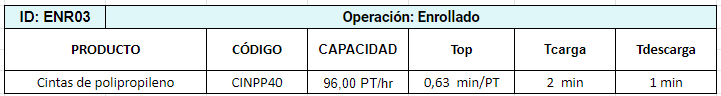 ID: ENR03 Operación: Enrollado
PRODUCTO CÓDIGO CAPACIDAD Top Tcarga Tdescarga
Cintas de polipropileno CINPP40 96,00 PT/hr 0,63 min/PT 2 min 1 min